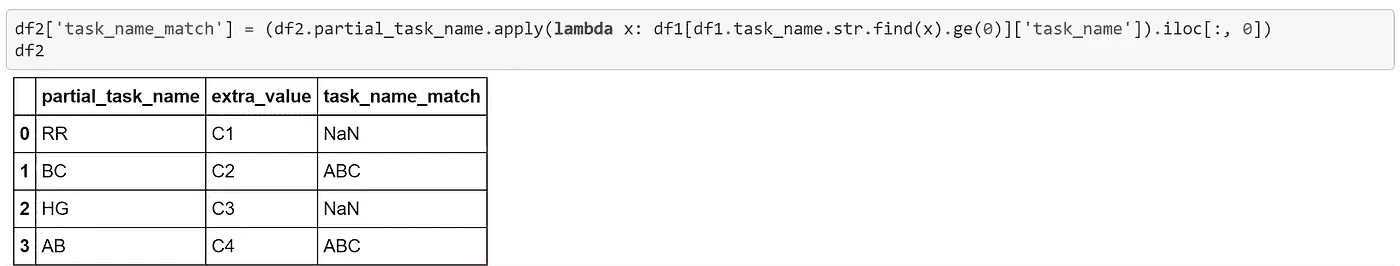 df2['task_name_match'] = (df2.partial_task_name.apply(lambda x: df1[df1.task_name.str.find(x).ge(0)]['task_name']).iloc[:, 0])
df2
partial_task_name extra_value task_name_match
0 RR C1 NaN
1 BC C2 ABC
2 HG C3 NaN
3 AB C4 ABC